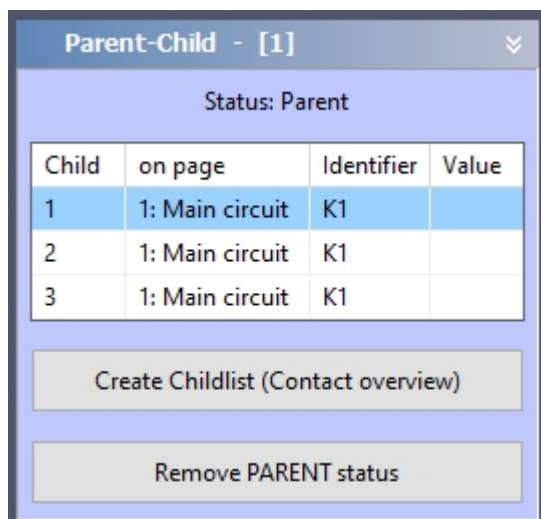 Parent-Child - [1]
Status: Parent
Child on page Identifier Value
1 1: Main circuit K1
2 1: Main circuit K1
3 1: Main circuit K1
Create Childlist (Contact overview)
Remove PARENT status